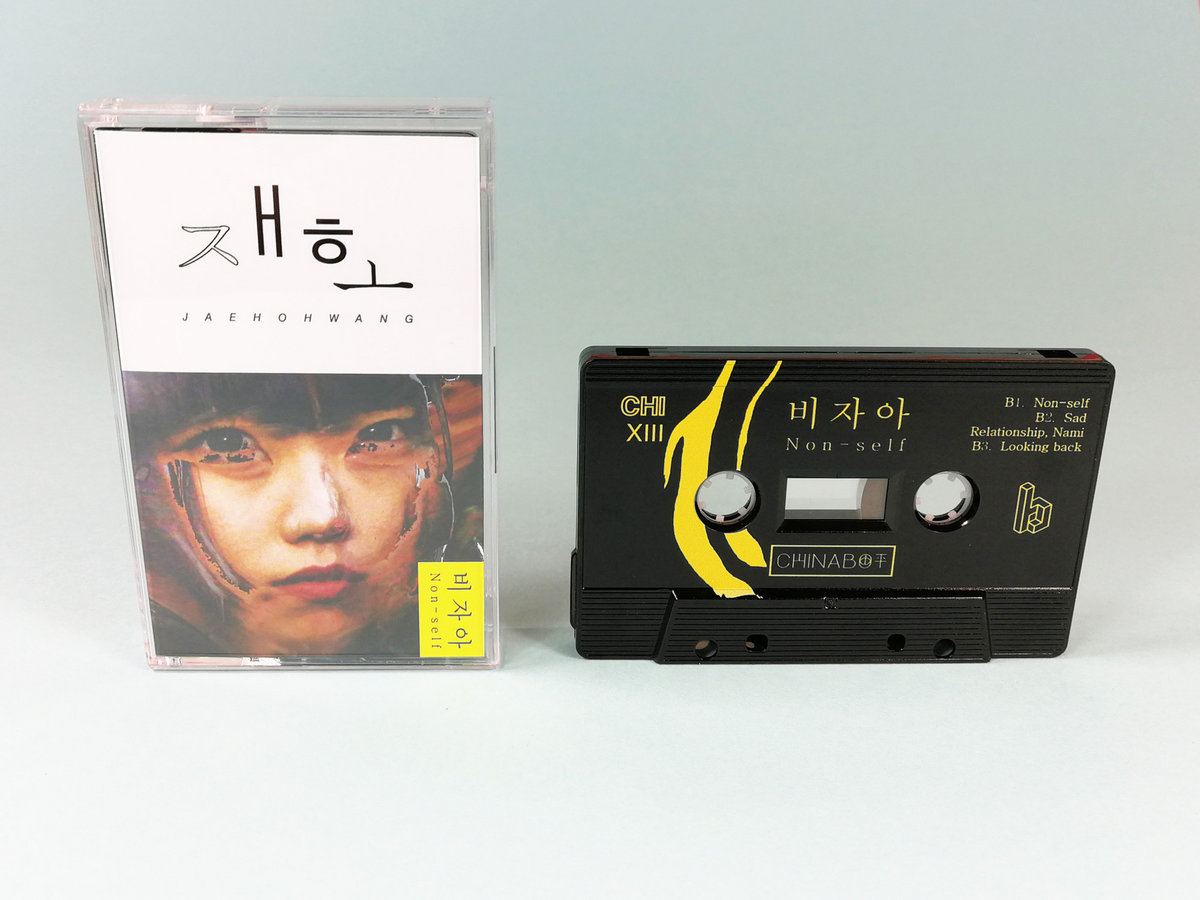 재호
JAEHOHWANG
비자아
Non-self
CHI
XIII
비자아
Non-self
B1. Non-self
B2. Sad
Relationship, Nami
B3. Looking back
CHINABOT